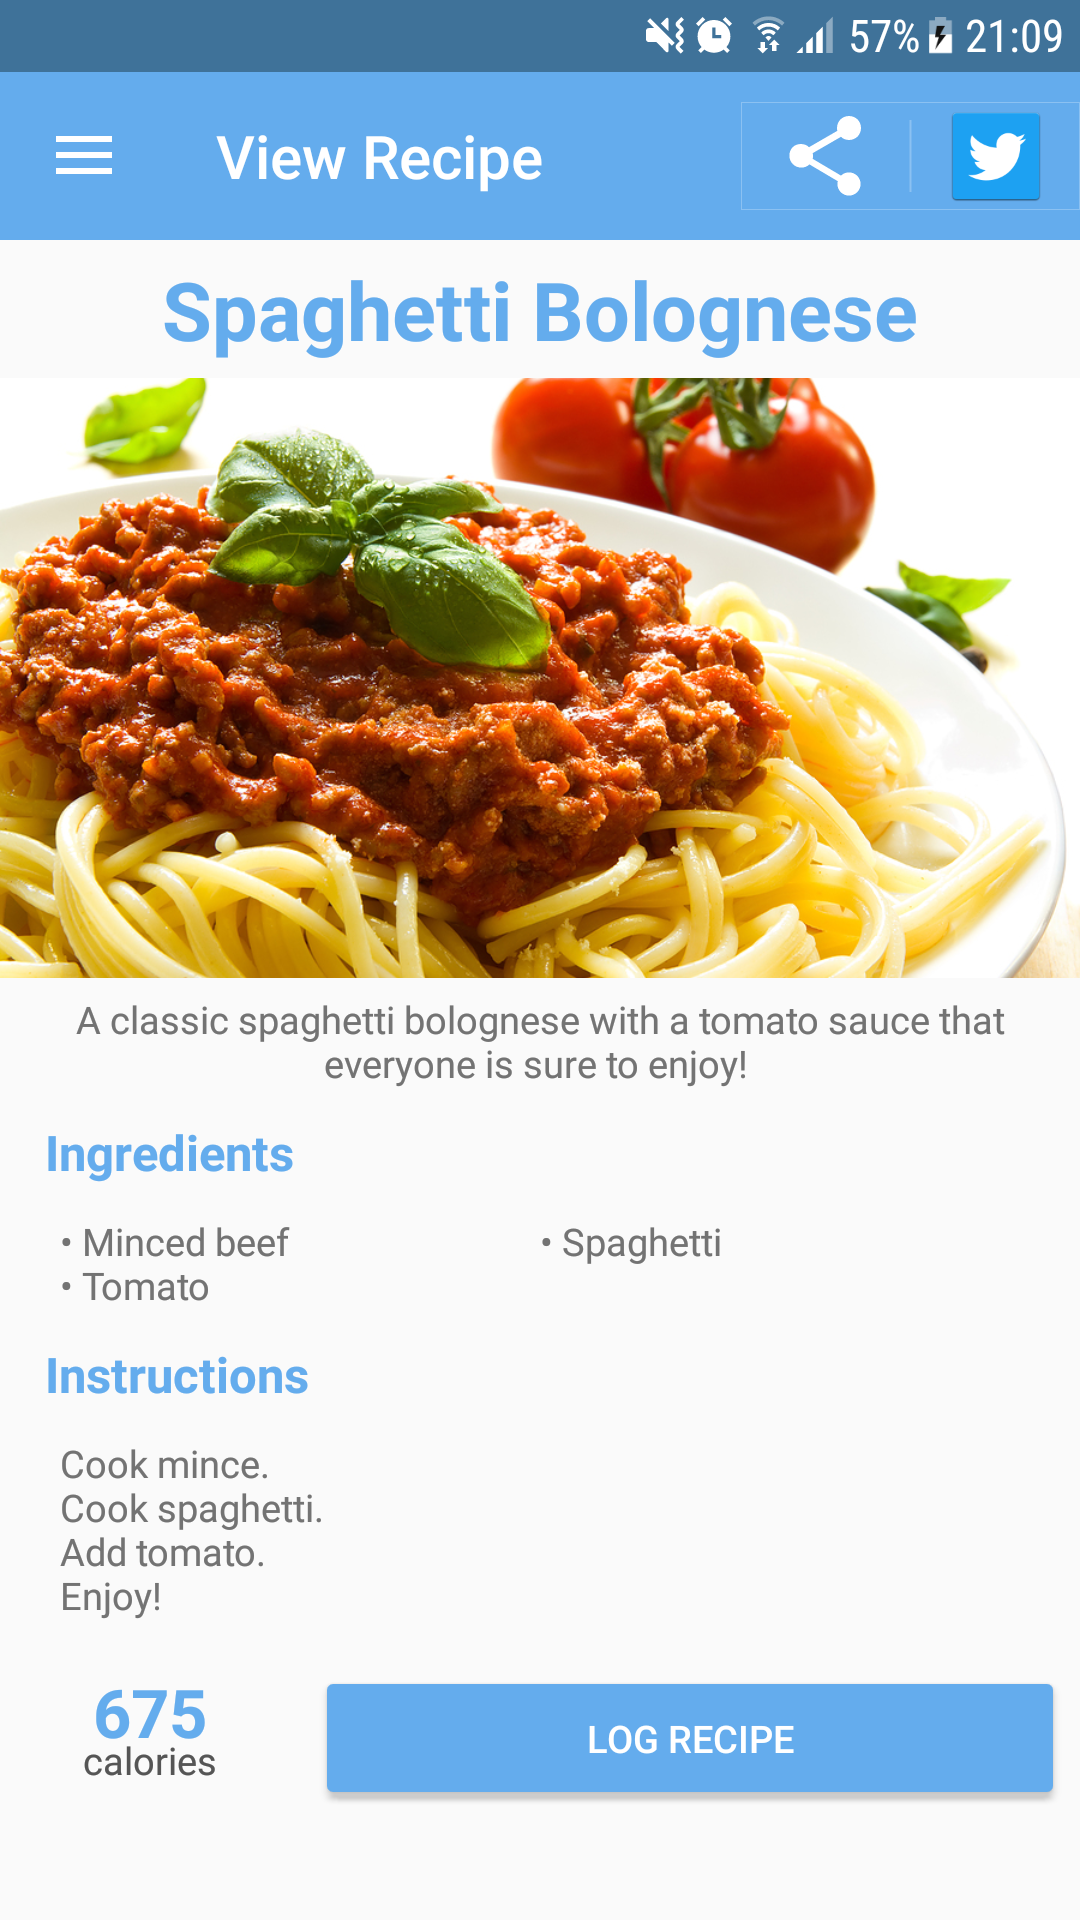 57% 21:09
View Recipe
Spaghetti Bolognese
A classic spaghetti bolognese with a tomato sauce that
everyone is sure to enjoy!
Ingredients
• Minced beef • Spaghetti
• Tomato
Instructions
Cook mince.
Cook spaghetti.
Add tomato.
Enjoy!
675
calories
LOG RECIPE